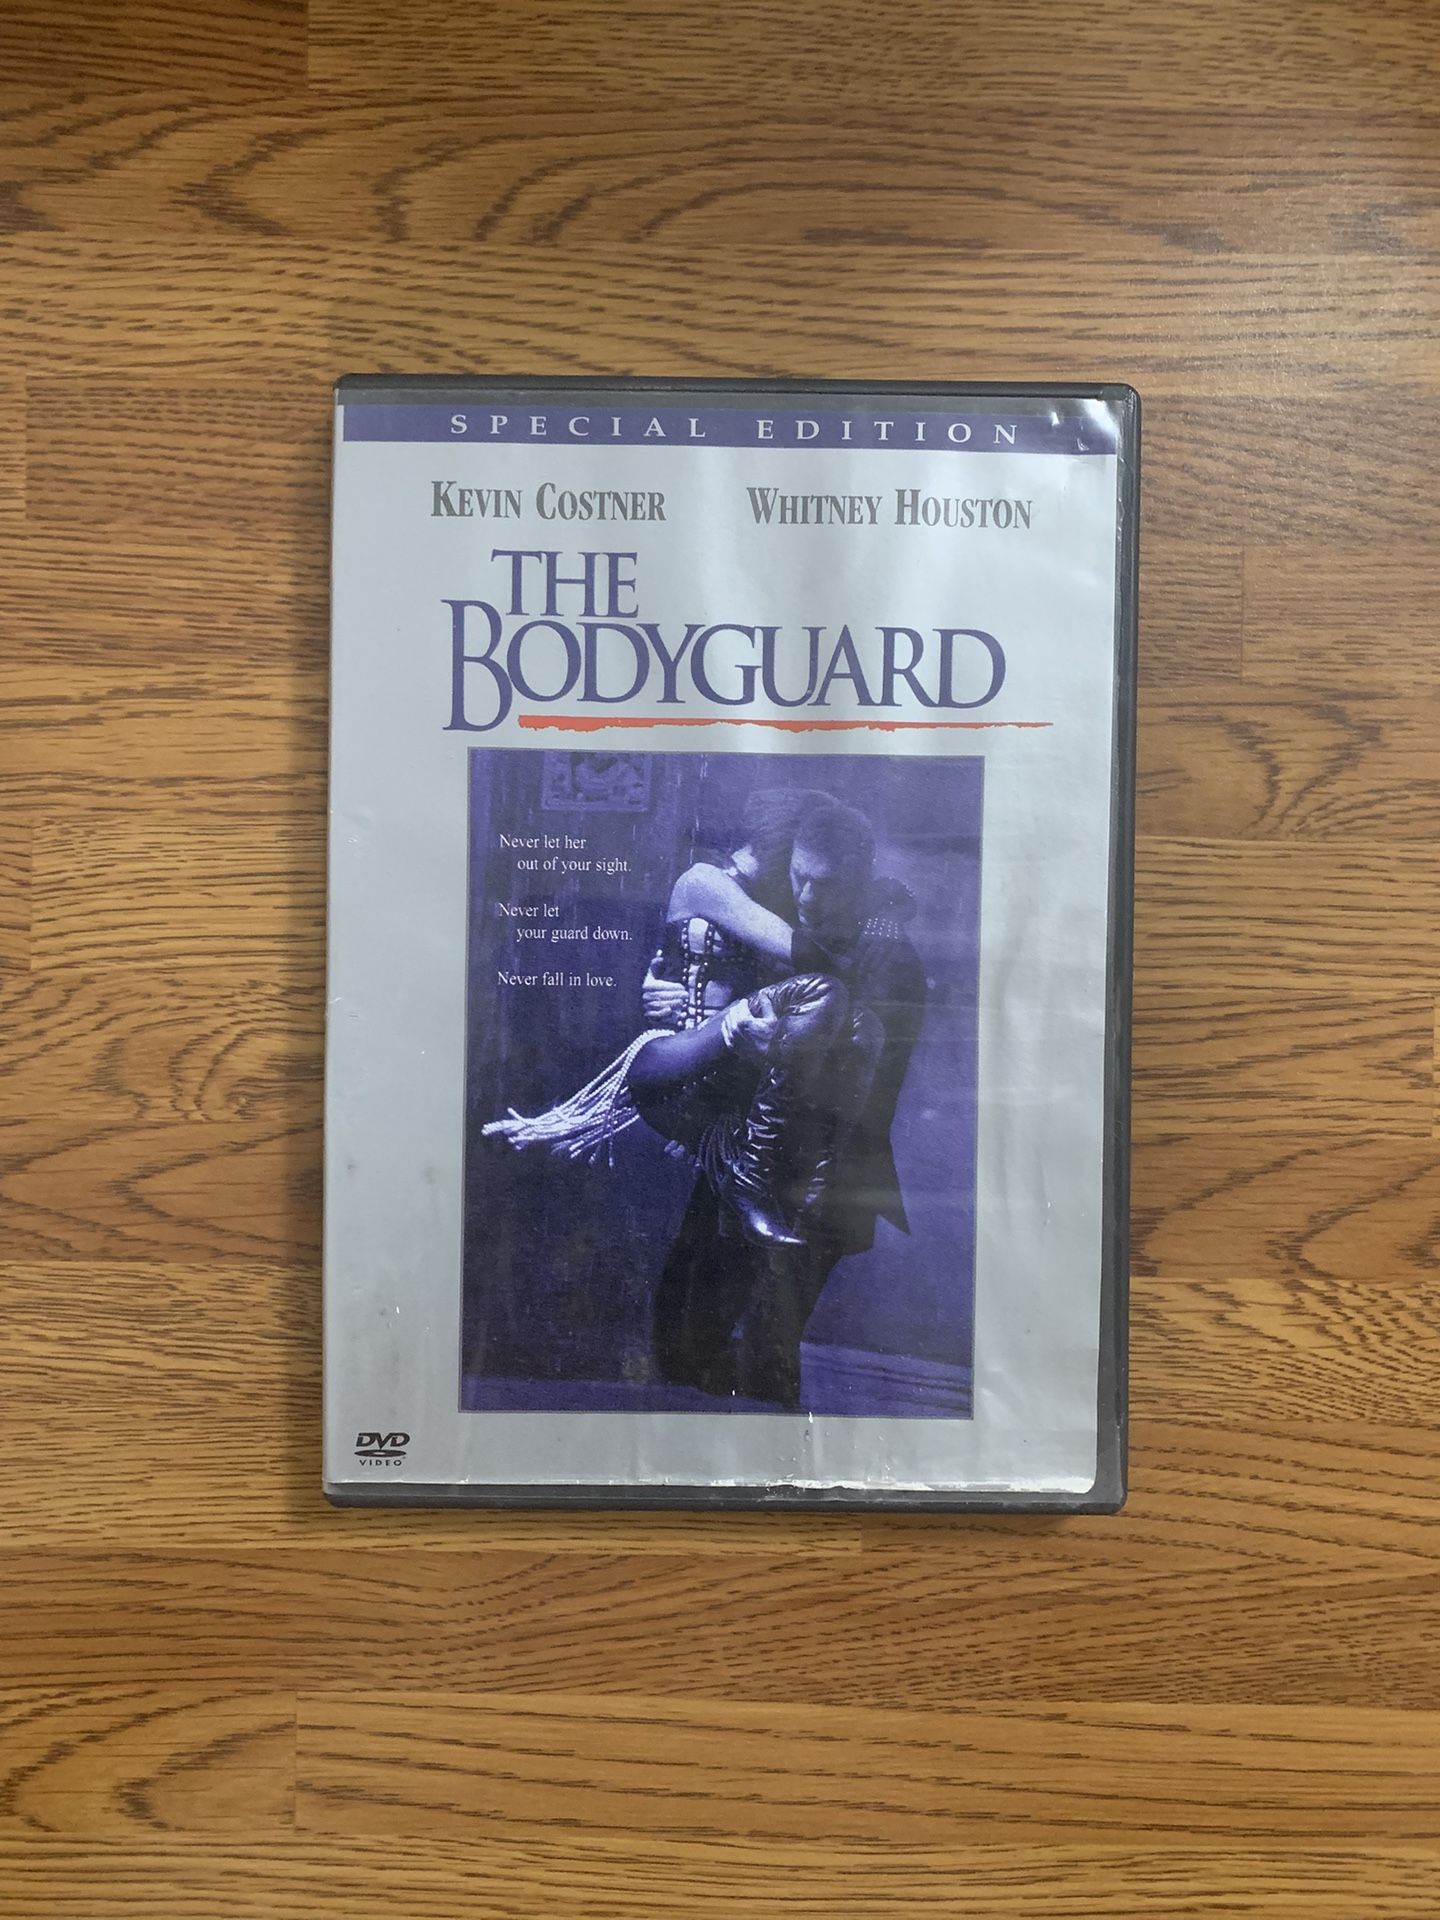 SPECIAL EDITION
KEVIN COSTNER WHITNEY HOUSTON
THE
BODYGUARD
Never let her
out of your sight.
Never let
your guard down.
Never fall in love.
DVD
VIDEO